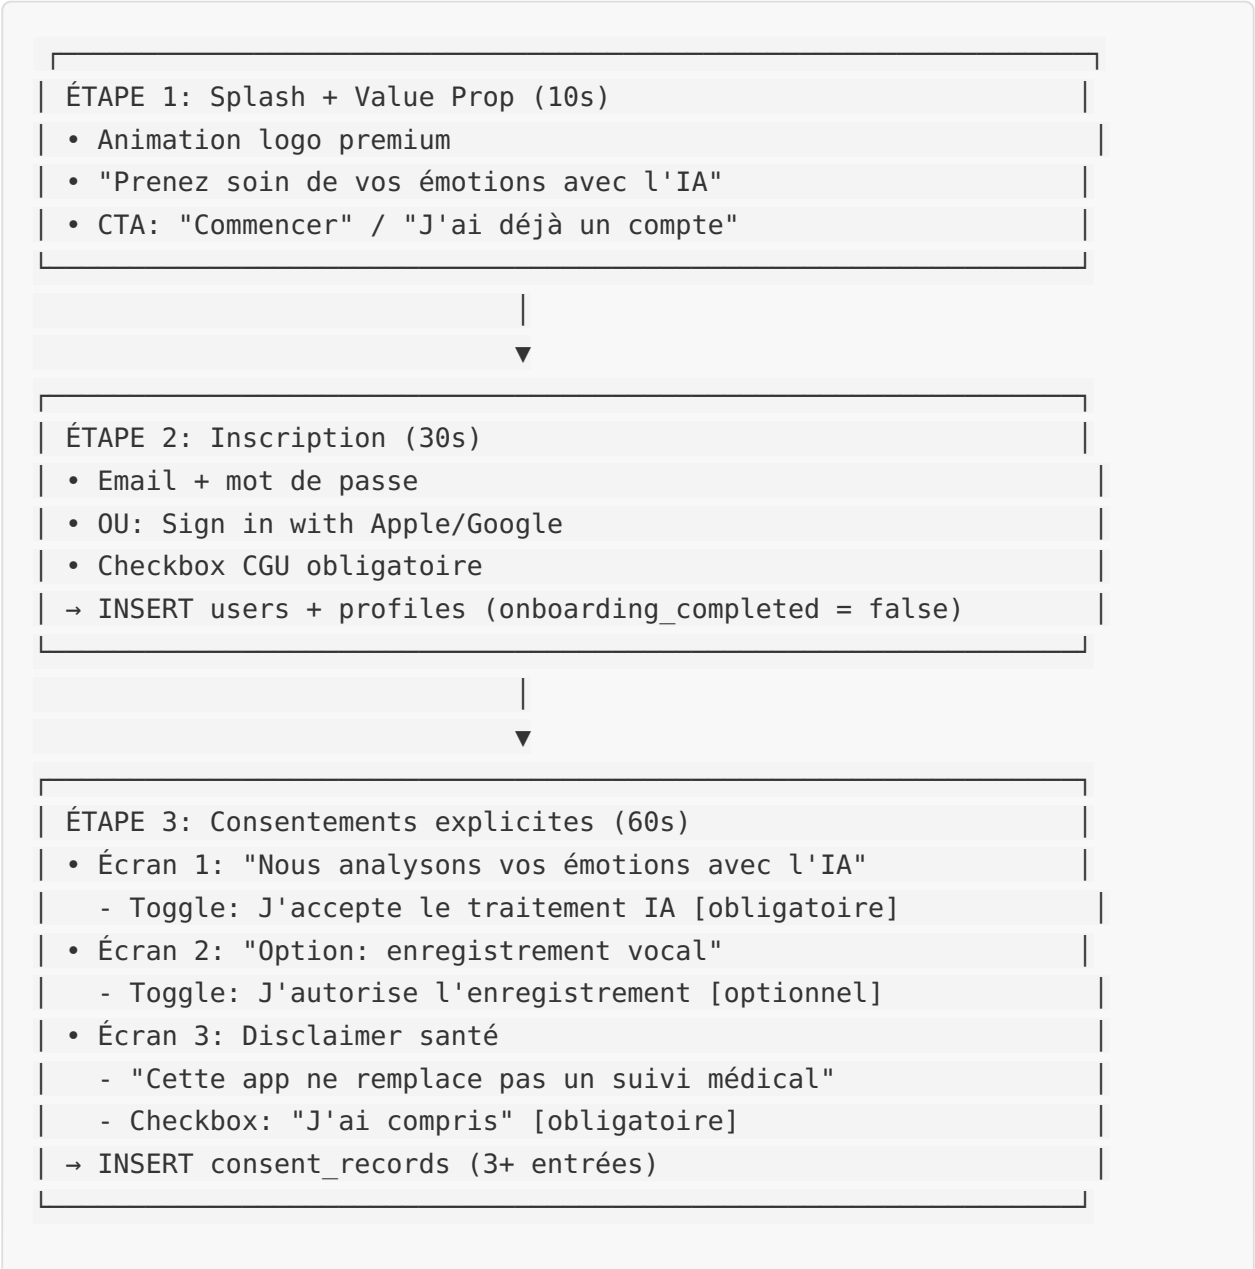 ÉTAPE 1: Splash + Value Prop (10s)
• Animation logo premium
• "Prenez soin de vos émotions avec l'IA"
• CTA: "Commencer" / "J'ai déjà un compte"
▼
ÉTAPE 2: Inscription (30s)
• Email + mot de passe
• OU: Sign in with Apple/Google
• Checkbox CGU obligatoire
→ INSERT users + profiles (onboarding_completed = false)
▼
ÉTAPE 3: Consentements explicites (60s)
• Écran 1: "Nous analysons vos émotions avec l'IA"
- Toggle: J'accepte le traitement IA [obligatoire]
• Écran 2: "Option: enregistrement vocal"
- Toggle: J'autorise l'enregistrement [optionnel]
• Écran 3: Disclaimer santé
- "Cette app ne remplace pas un suivi médical"
- Checkbox: "J'ai compris" [obligatoire]
→ INSERT consent_records (3+ entrées)